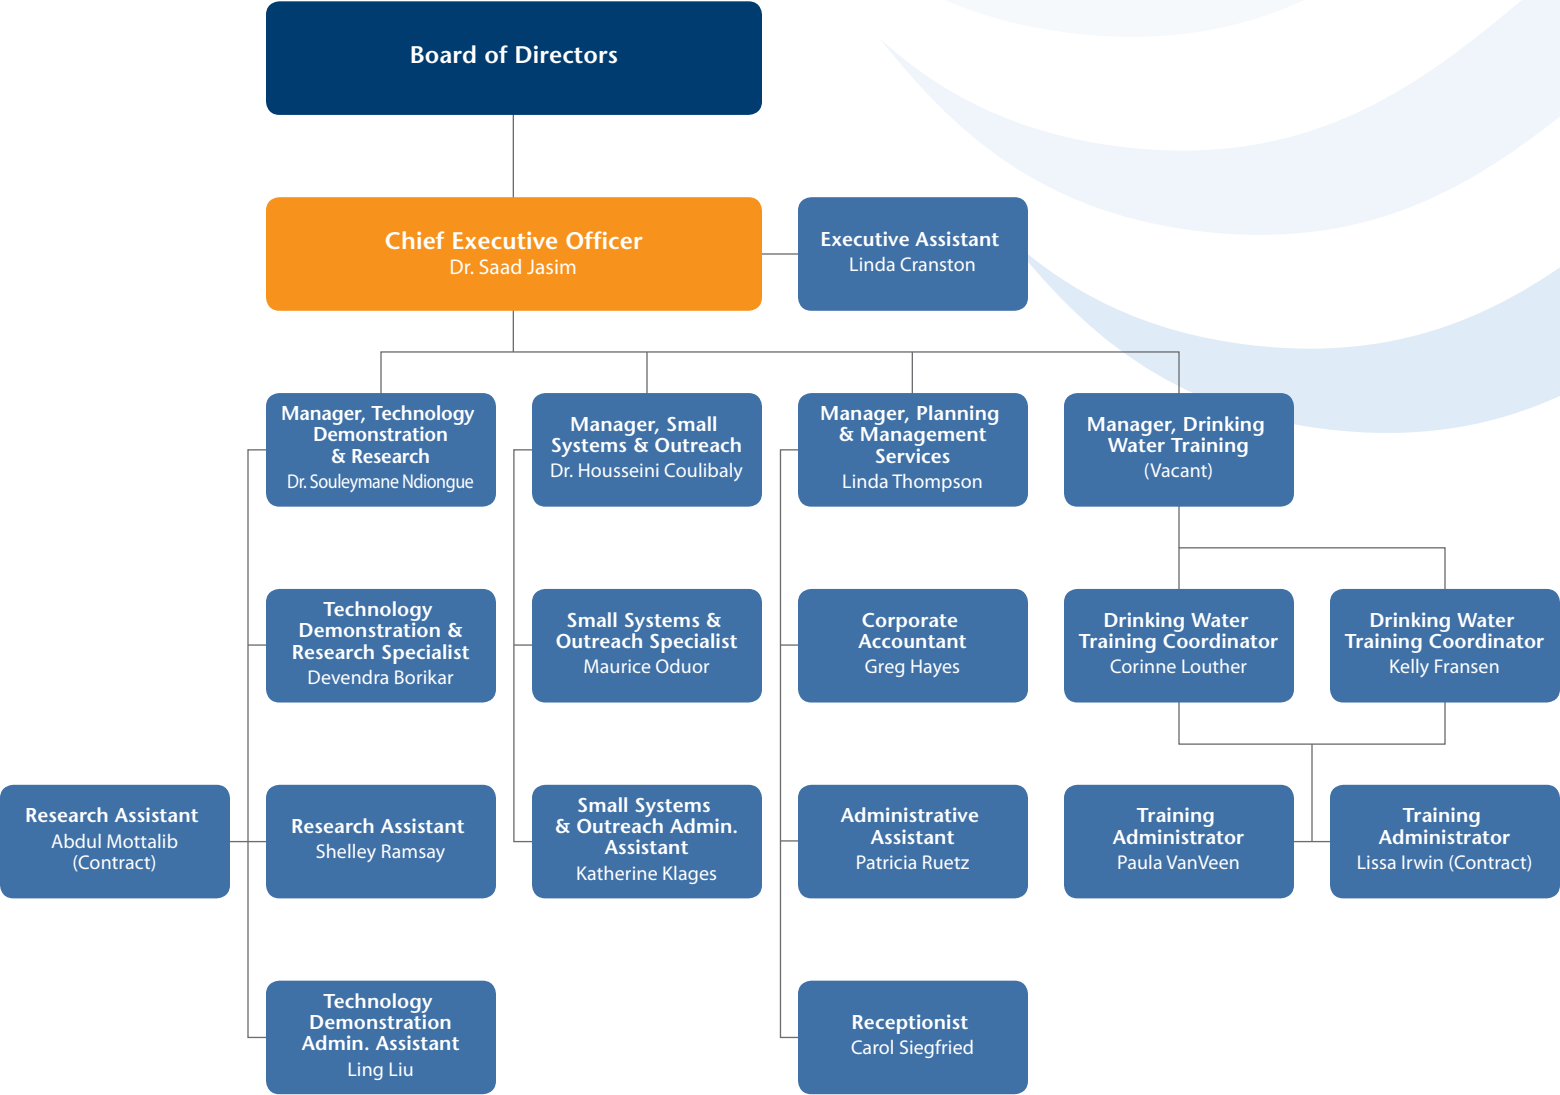 Board of Directors
Chief Executive Officer
Dr. Saad Jasim
Executive Assistant
Linda Cranston
Manager, Technology
Demonstration
& Research
Dr. Souleymane Ndiongue
Manager, Small
Systems & Outreach
Dr. Housseini Coulibaly
Manager, Planning
& Management
Services
Linda Thompson
Manager, Drinking
Water Training
(Vacant)
Technology
Demonstration &
Research Specialist
Devendra Borikar
Small Systems &
Outreach Specialist
Maurice Oduor
Corporate
Accountant
Greg Hayes
Drinking Water
Training Coordinator
Corinne Louther
Drinking Water
Training Coordinator
Kelly Fransen
Research Assistant
Abdul Mottalib
(Contract)
Research Assistant
Shelley Ramsay
Small Systems
& Outreach Admin.
Assistant
Katherine Klages
Administrative
Assistant
Patricia Ruetz
Training
Administrator
Paula VanVeen
Training
Administrator
Lissa Irwin (Contract)
Technology
Demonstration
Admin. Assistant
Ling Liu
Receptionist
Carol Siegfried